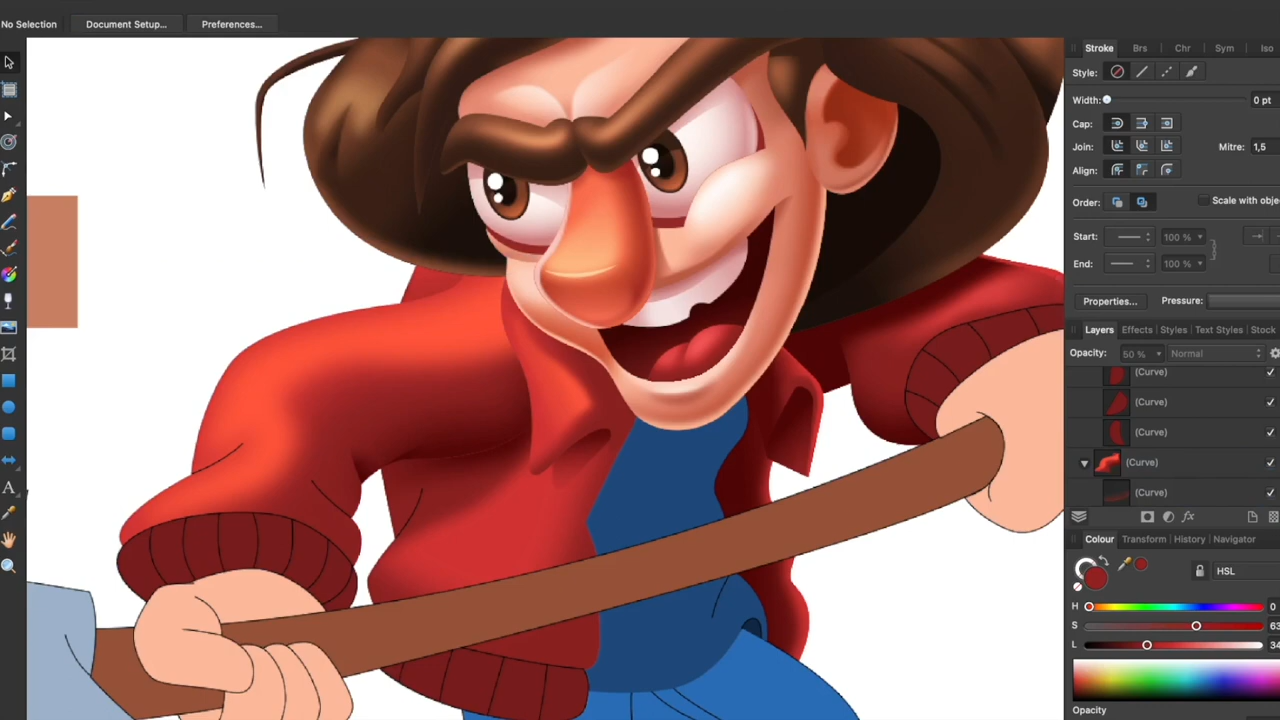 No Selection Document Setup... Preferences...
Stroke Brs Chr Sym Iso
Style:
Width: 0 pt
Cap:
Join: Mitre: 1,5
Align:
Order: Scale with obje
Start: 100 %
End: 100 %
Properties... Pressure:
Layers Effects Styles Text Styles Stock
Opacity: 50 % Normal
(Curve)
(Curve)
(Curve)
(Curve)
(Curve)
fx
Colour Transform History Navigator
HSL
H 0
S 63
L 34
Opacity
A